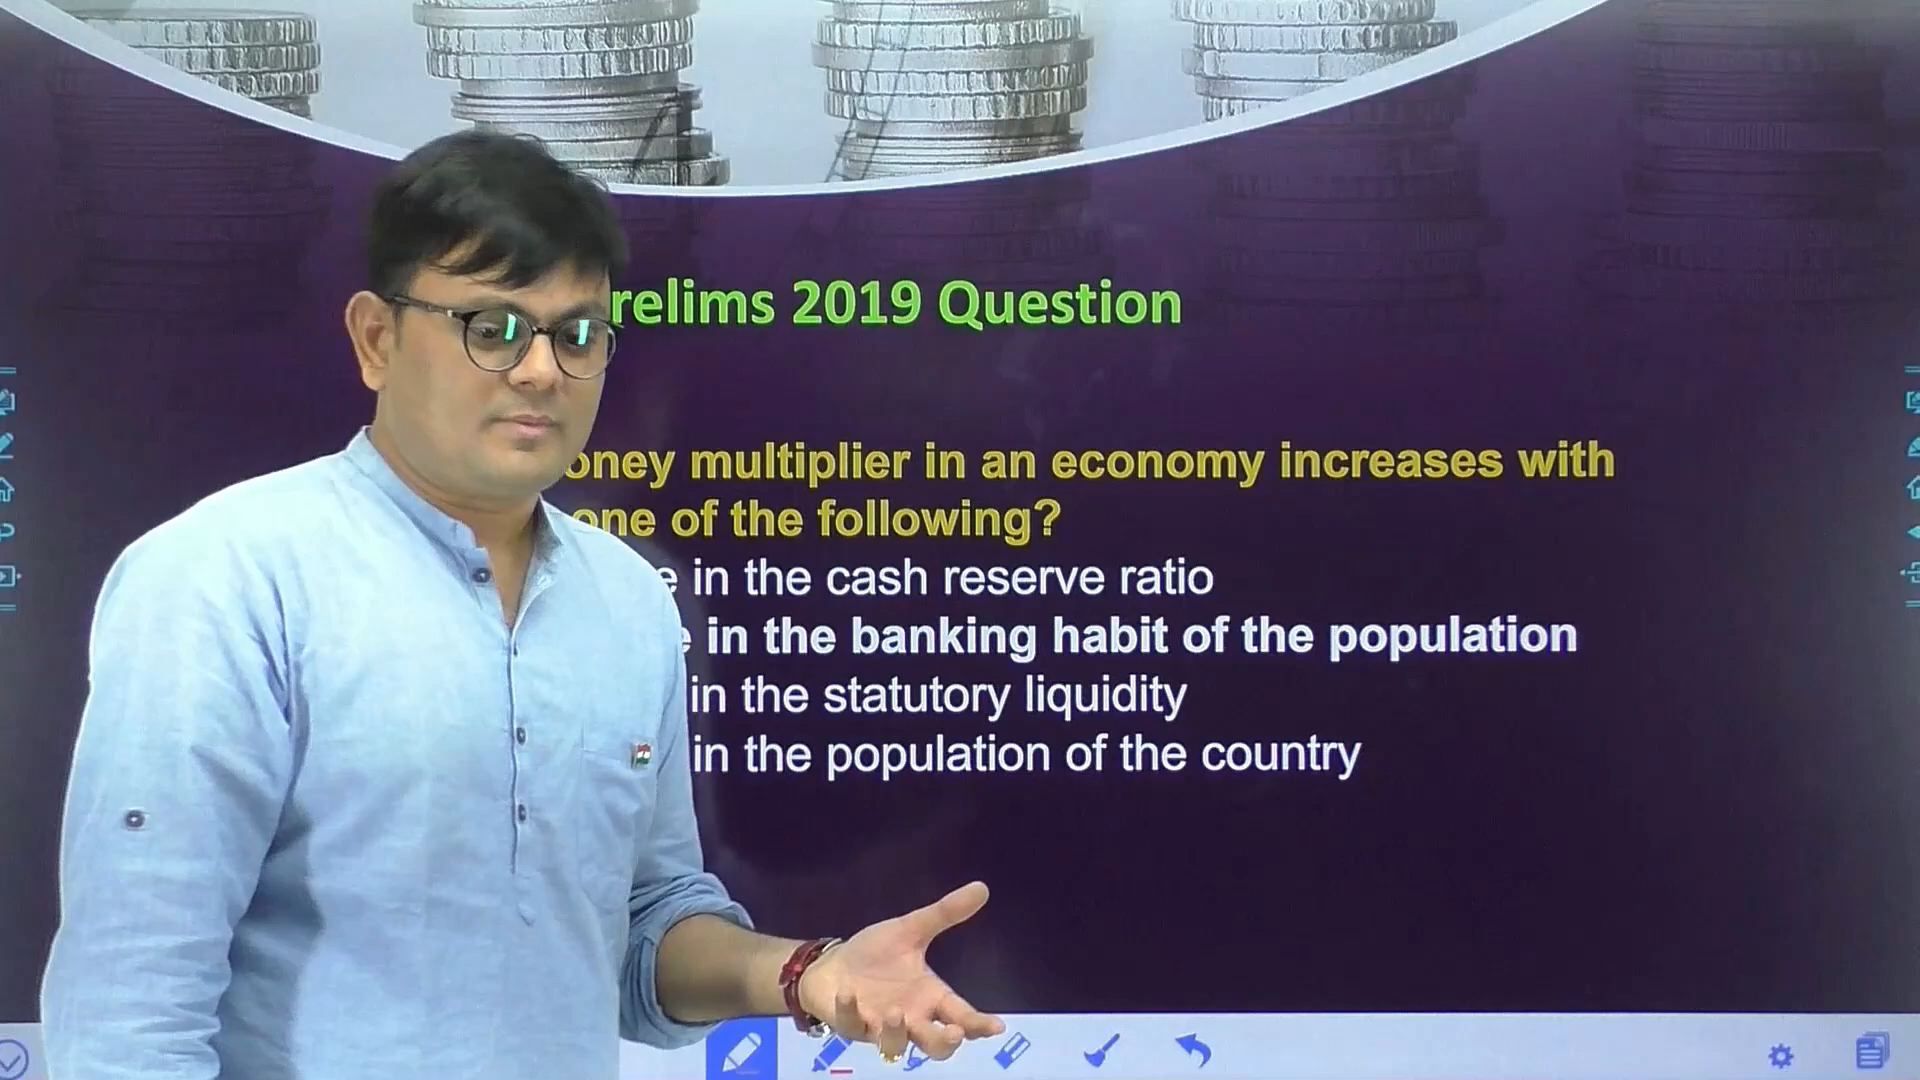 relims 2019 Question
oney multiplier in an economy increases with
one of the following?
e in the cash reserve ratio
in the banking habit of the population
in the statutory liquidity
in the population of the country